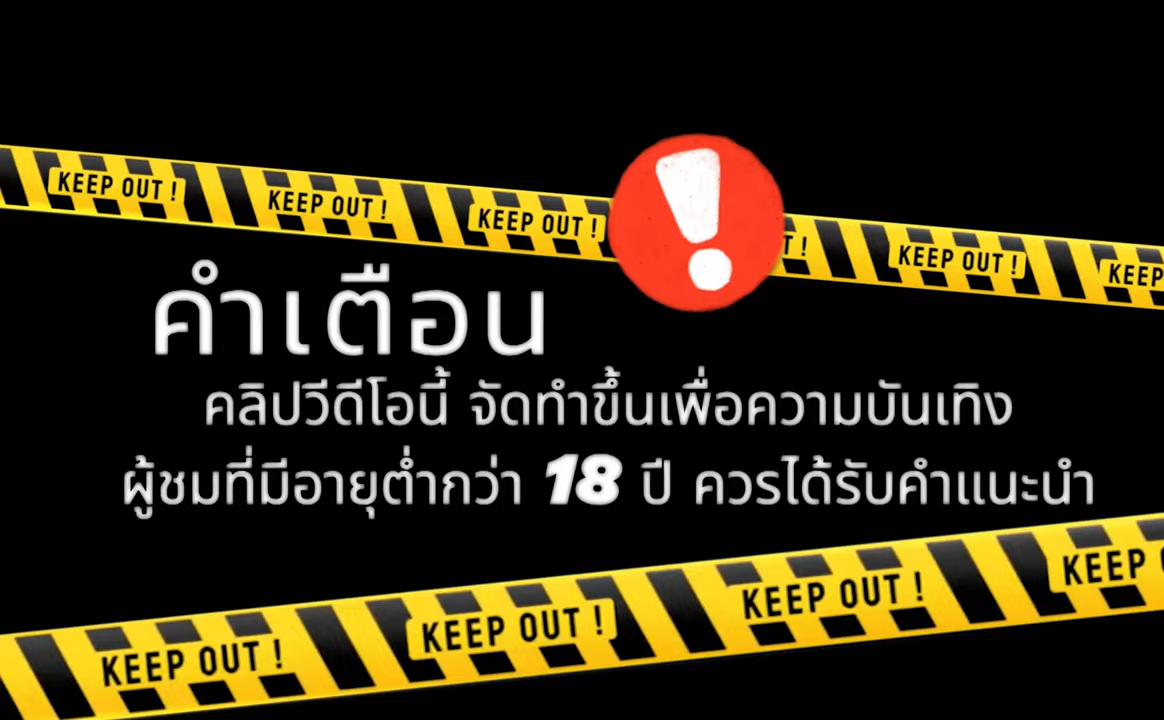 KEEP OUT ! KEEP OUT ! KEEP OUT ! T ! KEEP OUT ! KEEP
คำเตือน
คลิปวีดีโอนี้ จัดทำขึ้นเพื่อความบันเทิง
ผู้ชมที่มีอายุต่ำกว่า 18 ปี ควรได้รับคำแนะนำ
KEEP OUT ! KEEP OUT ! KEEP OUT ! KEEP O